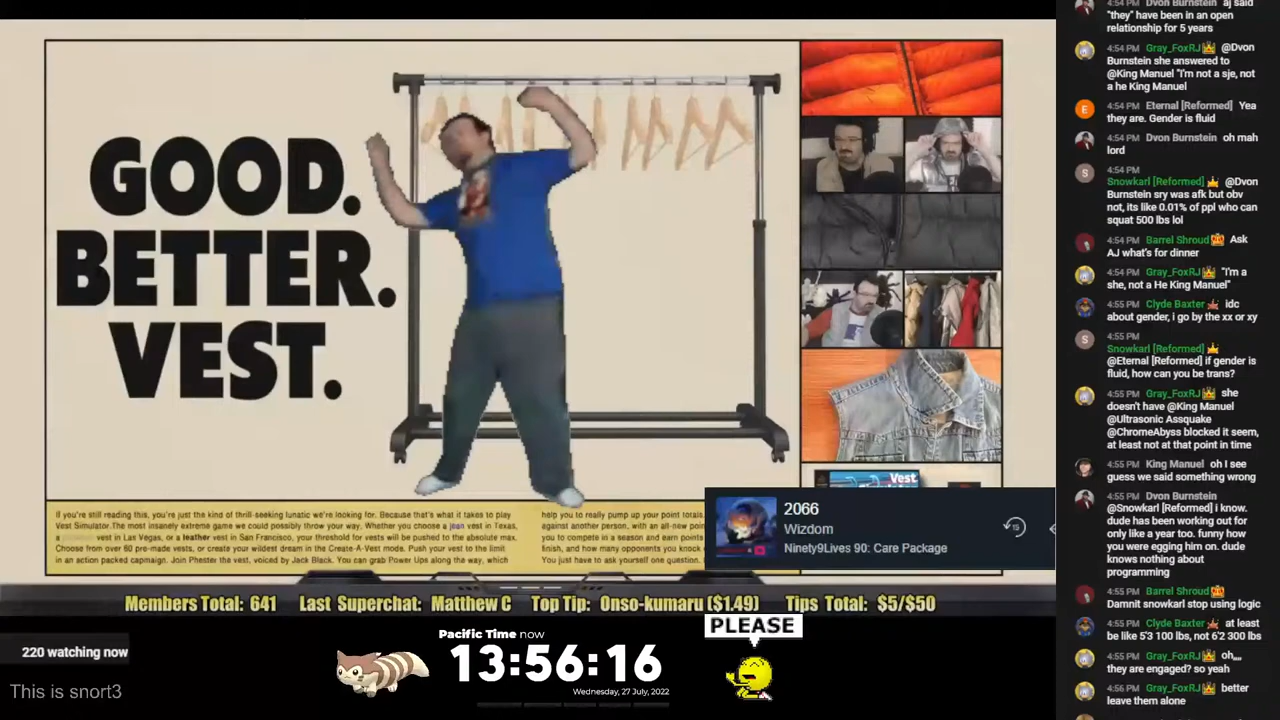 GOOD.
BETTER.
VEST.
If you're still reading this, you're just the kind of thrill-seeking lunatic we're looking for. Because that's what it takes to play
Vest Simulator.The most insanely extreme game we could possibly throw your way. Whether you choose a jean vest in Texas,
a vest in Las Vegas, or a leather vest in San Francisco, your threshold for vests will be pushed to the absolute max.
Choose from over 60 pre-made vests, or create your wildest dream in the Create-A-Vest mode. Push your vest to the limit
in an action packed campaign. Join Phester the vest, voiced by Jack Black. You can grab Power Ups along the way, which
help you to really pump up your point totals.
against another person, with an all-new poin
you to compete in a season and earn points
finish, and how many opponents you knock
You just have to ask yourself one question.
Vest
2066
Wizdom
Ninety9Lives 90: Care Package
15
Members Total: 641 Last Superchat: Matthew C Top Tip: Onso-kumaru ($1.49) Tips Total: $5/$50
220 watching now
This is snort3
Pacific Time now
13:56:16
Wednesday, 27 July, 2022
PLEASE
4:54 PM Dvon Burnstein aj said
"they" have been in an open
relationship for 5 years
4:54 PM Gray_FoxRJ @Dvon
Burnstein she answered to
@King Manuel "I'm not a sje, not
a he King Manuel"
4:54 PM Eternal [Reformed] Yea
they are. Gender is fluid
4:54 PM Dvon Burnstein oh mah
lord
4:54 PM
Snowkarl [Reformed] @Dvon
Burnstein sry was afk but obv
not, its like 0.01% of ppl who can
squat 500 lbs lol
4:54 PM Barrel Shroud Ask
AJ what's for dinner
4:54 PM Gray_FoxRJ "I'm a
she, not a He King Manuel"
4:55 PM Clyde Baxter idc
about gender, i go by the xx or xy
4:55 PM
Snowkarl [Reformed]
@Eternal [Reformed] if gender is
fluid, how can you be trans?
4:55 PM Gray_FoxRJ she
doesn't have @King Manuel
@Ultrasonic Assquake
@ChromeAbyss blocked it seem,
at least not at that point in time
4:55 PM King Manuel oh I see
guess we said something wrong
4:55 PM Dvon Burnstein
@Snowkarl [Reformed] i know.
dude has been working out for
only like a year too. funny how
you were egging him on. dude
knows nothing about
programming
4:55 PM Barrel Shroud
Damnit snowkarl stop using logic
4:55 PM Clyde Baxter at least
be like 5'3 100 lbs, not 6'2 300 lbs
4:56 PM Gray_FoxRJ oh,,,,
they are engaged? so yeah
4:56 PM Gray_FoxRJ better
leave them alone